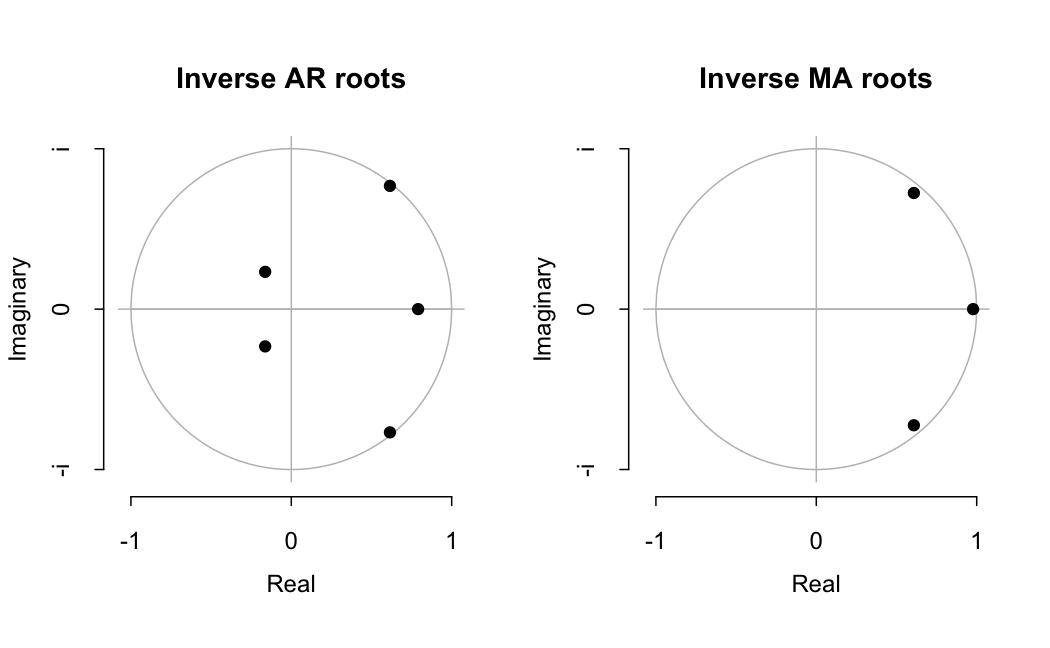 Inverse AR roots
i
0
-i
Imaginary
-1 0 1
Real
Inverse MA roots
i
0
-i
Imaginary
-1 0 1
Real